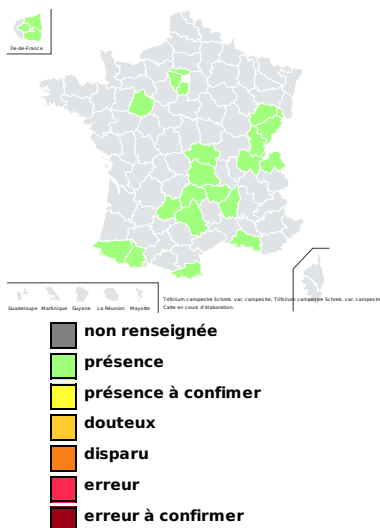 Île-de-France
Guadeloupe Martinique Guyane La Réunion Mayotte
Trifolium campestre Schreb. var. campestre, Trifolium campestre Schreb. var. campestre
Carte en cours d'élaboration.
non renseignée
présence
présence à confimer
douteux
disparu
erreur
erreur à confirmer